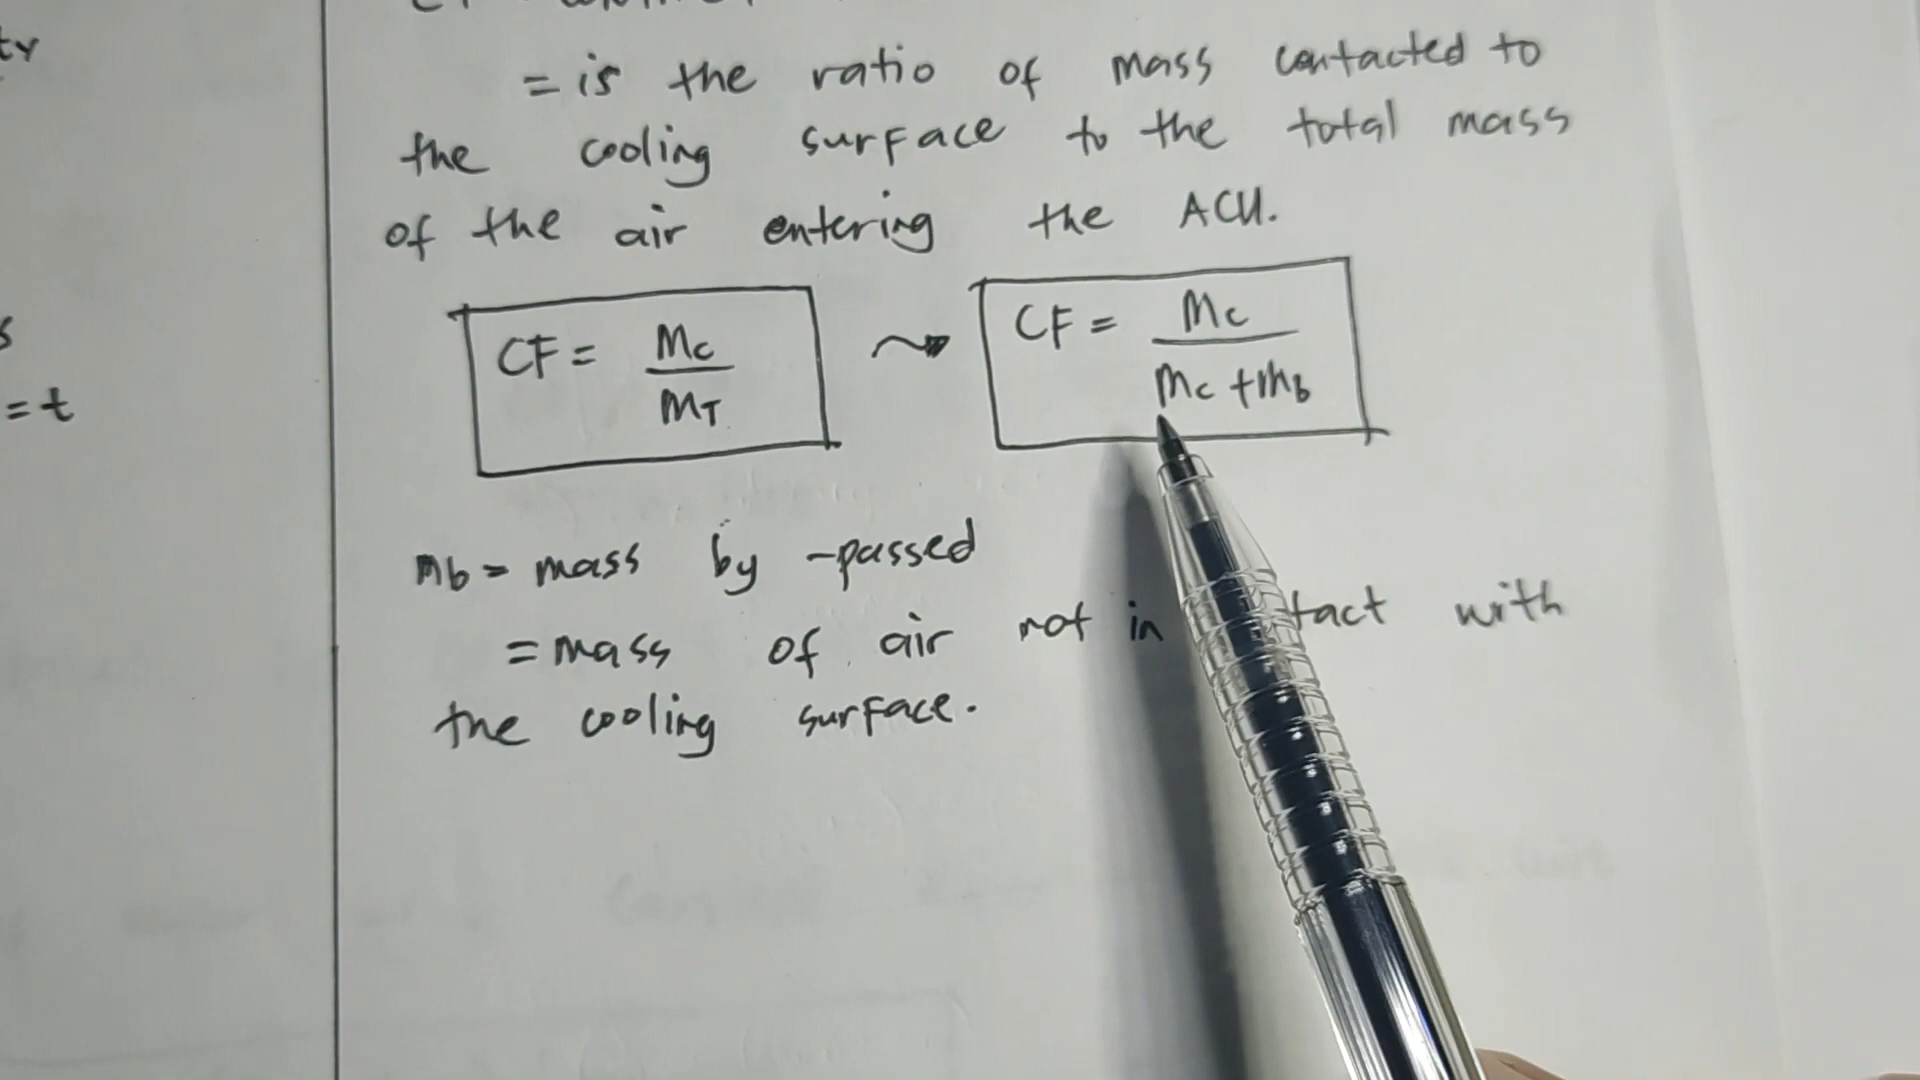 ty
= is the ratio of mass contacted to
the cooling surface to the total mass
of the air entering the ACU.
s
= t
CF = Mc / MT
CF = Mc / Mc + mb
mb = mass by-passed
= mass of air not in tact with
the cooling surface.